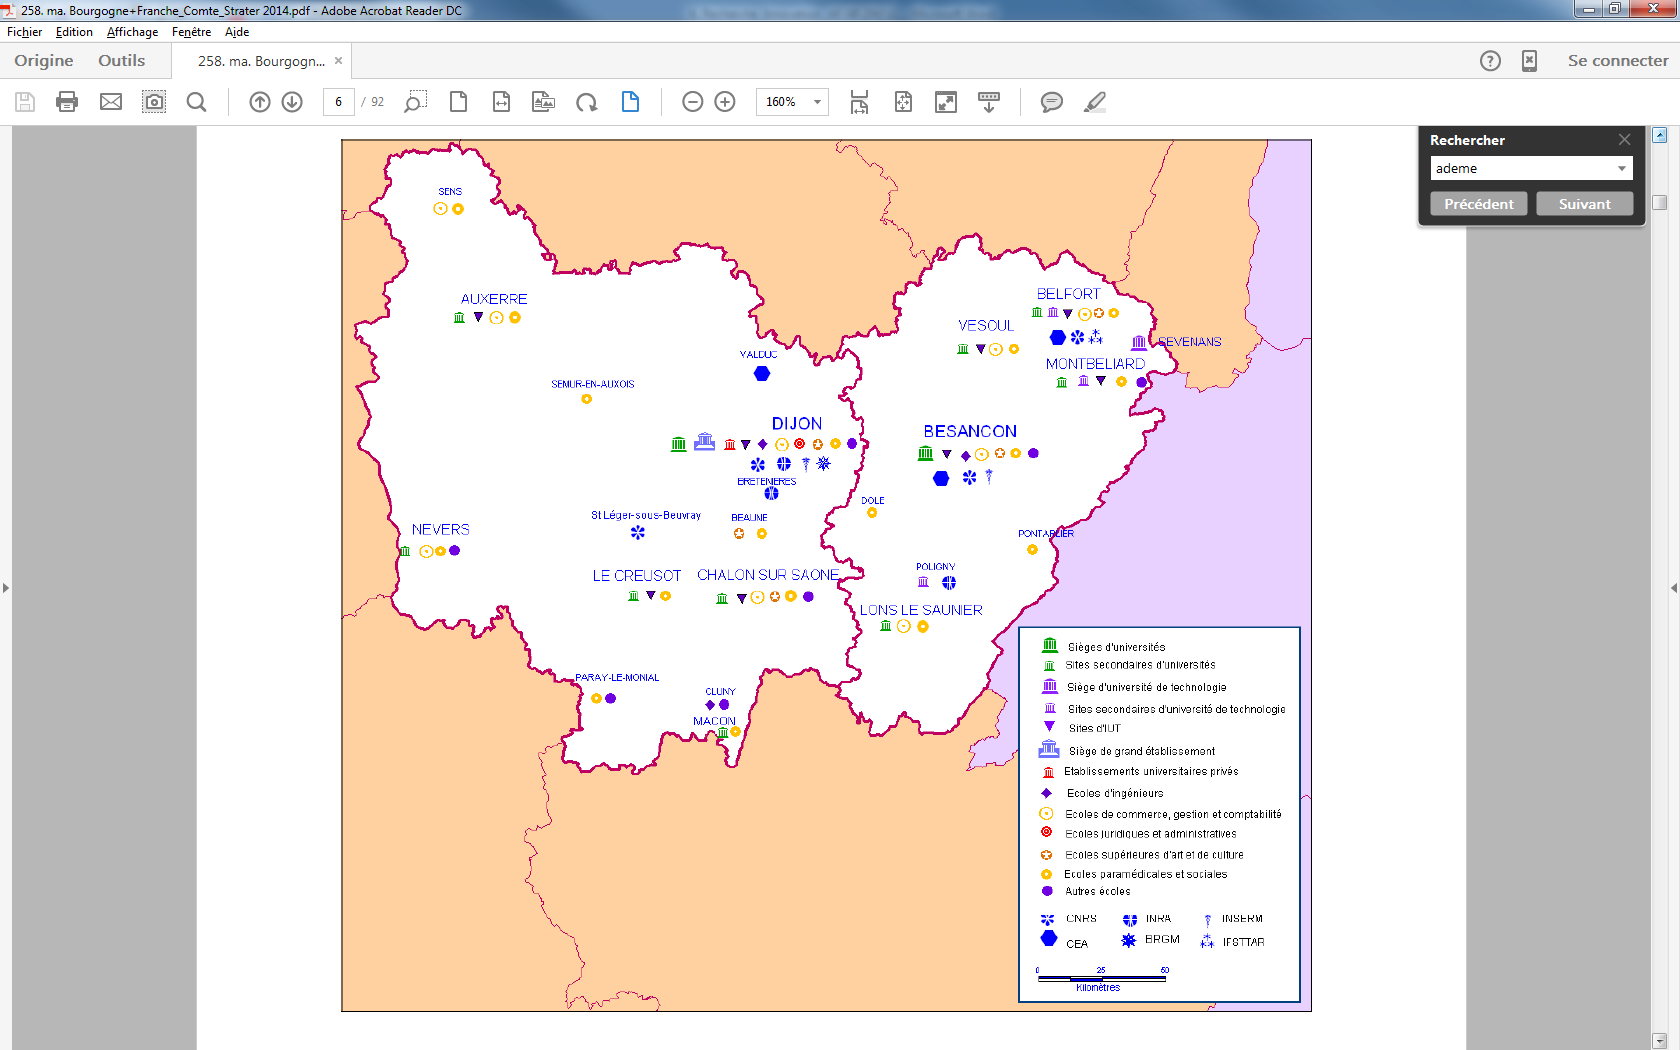 258. ma. Bourgogne+Franche_Comte_Strater 2014.pdf - Adobe Acrobat Reader DC
Fichier Edition Affichage Fenêtre Aide
Origine Outils 258. ma. Bourgogn... × ? Se connecter
6 / 92 160%
Rechercher
ademe
Précédent Suivant
SENS
AUXERRE
BELFORT
VESOUL
SEVENANS
VALDUC
MONTBELIARD
SEMUR-EN-AUXOIS
DIJON
BESANCON
BRETENIERES
DOLE
St Léger-sous-Beuvray
BEAUNE
NEVERS
PONTARLIER
POLIGNY
LE CREUSOT
CHALON SUR SAONE
LONS LE SAUNIER
PARAY-LE-MONIAL
CLUNY
MACON
Sièges d'universités
Sites secondaires d'universités
Siège d'université de technologie
Sites secondaires d'université de technologie
Sites d'IUT
Siège de grand établissement
Etablissements universitaires privés
Ecoles d'ingénieurs
Ecoles de commerce, gestion et comptabilité
Ecoles juridiques et administratives
Ecoles supérieures d'art et de culture
Ecoles paramédicales et sociales
Autres écoles
CNRS INRA INSERM
CEA BRGM IFSTTAR
0 25 50
Kilomètres